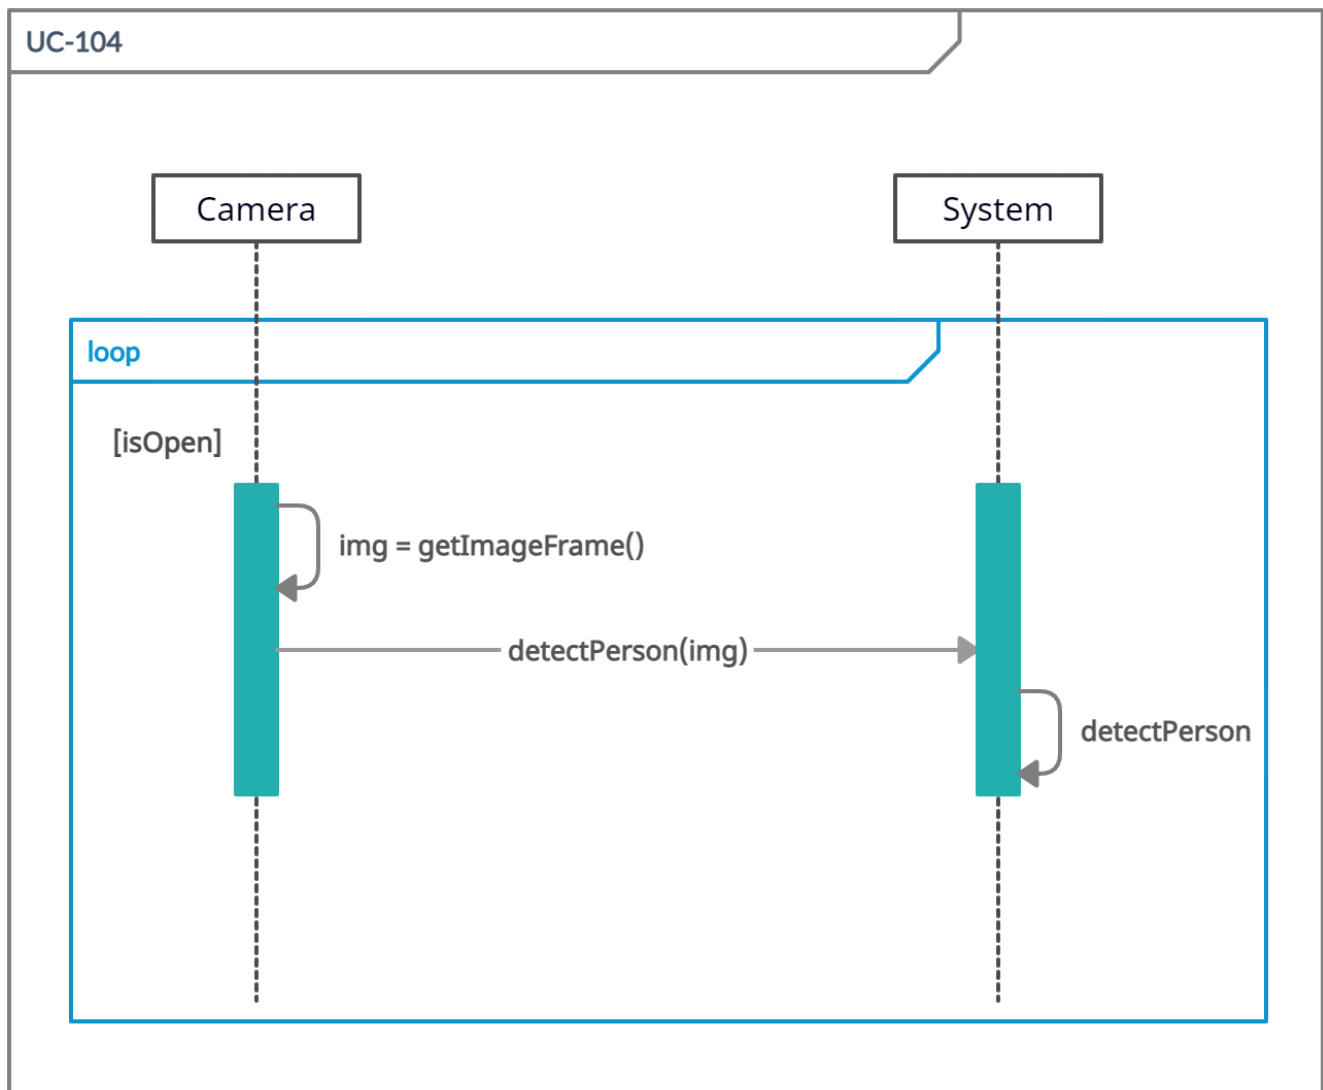 UC-104
Camera
System
loop
[isOpen]
img = getImageFrame()
detectPerson(img)
detectPerson